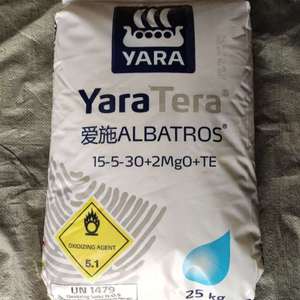 YARA
YaraTera®
爱施ALBATROS®
15-5-30+2MgO+TE
OXIDIZING AGENT
5.1
UN 1479
25 kg